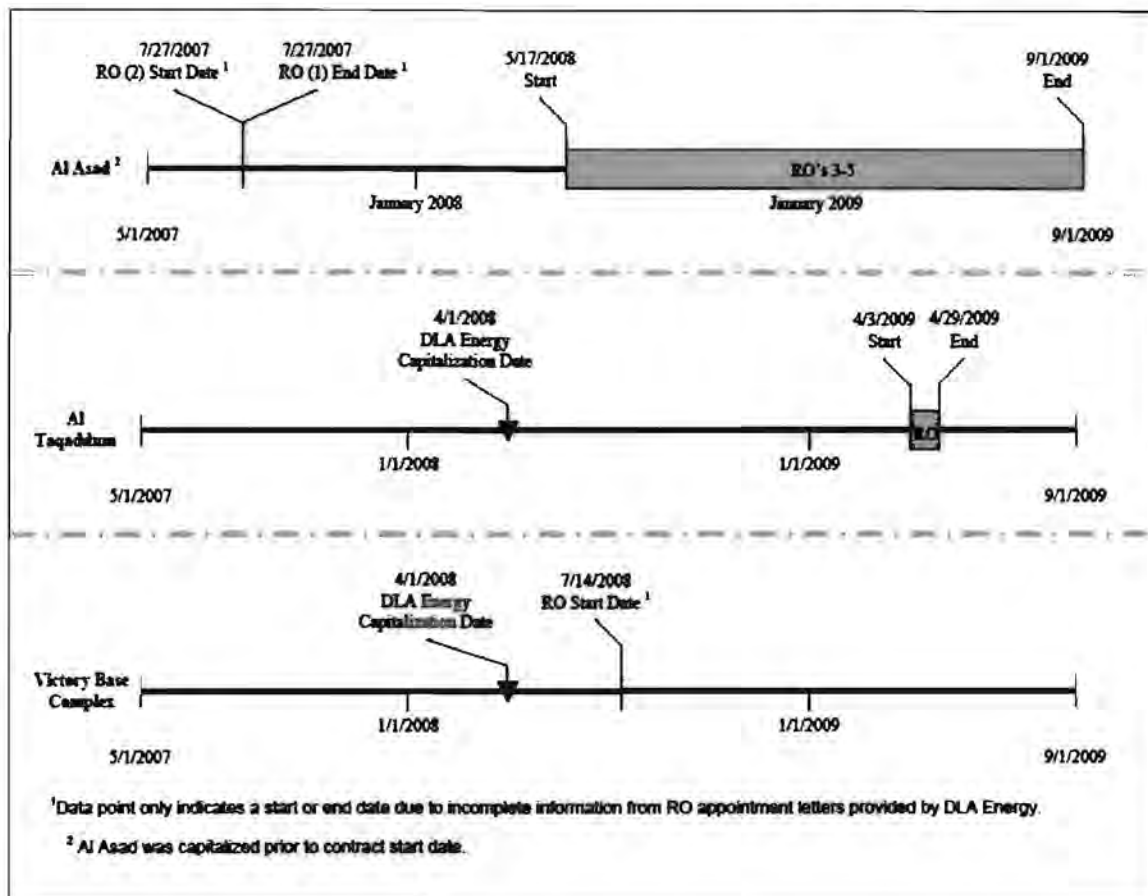 7/27/2007
RO (2) Start Date ¹
7/27/2007
RO (1) End Date ¹
5/17/2008
Start
9/1/2009
End
Al Asad ²
RO's 3-5
January 2008
January 2009
5/1/2007
9/1/2009
4/1/2008
DLA Energy
Capitalization Date
4/3/2009
Start
4/29/2009
End
Al
Taqaddum
RO
1/1/2008
1/1/2009
5/1/2007
9/1/2009
4/1/2008
DLA Energy
Capitalization Date
7/14/2008
RO Start Date ¹
Victory Base
Complex
1/1/2008
1/1/2009
5/1/2007
9/1/2009
¹Data point only indicates a start or end date due to incomplete information from RO appointment letters provided by DLA Energy.
² Al Asad was capitalized prior to contract start date.